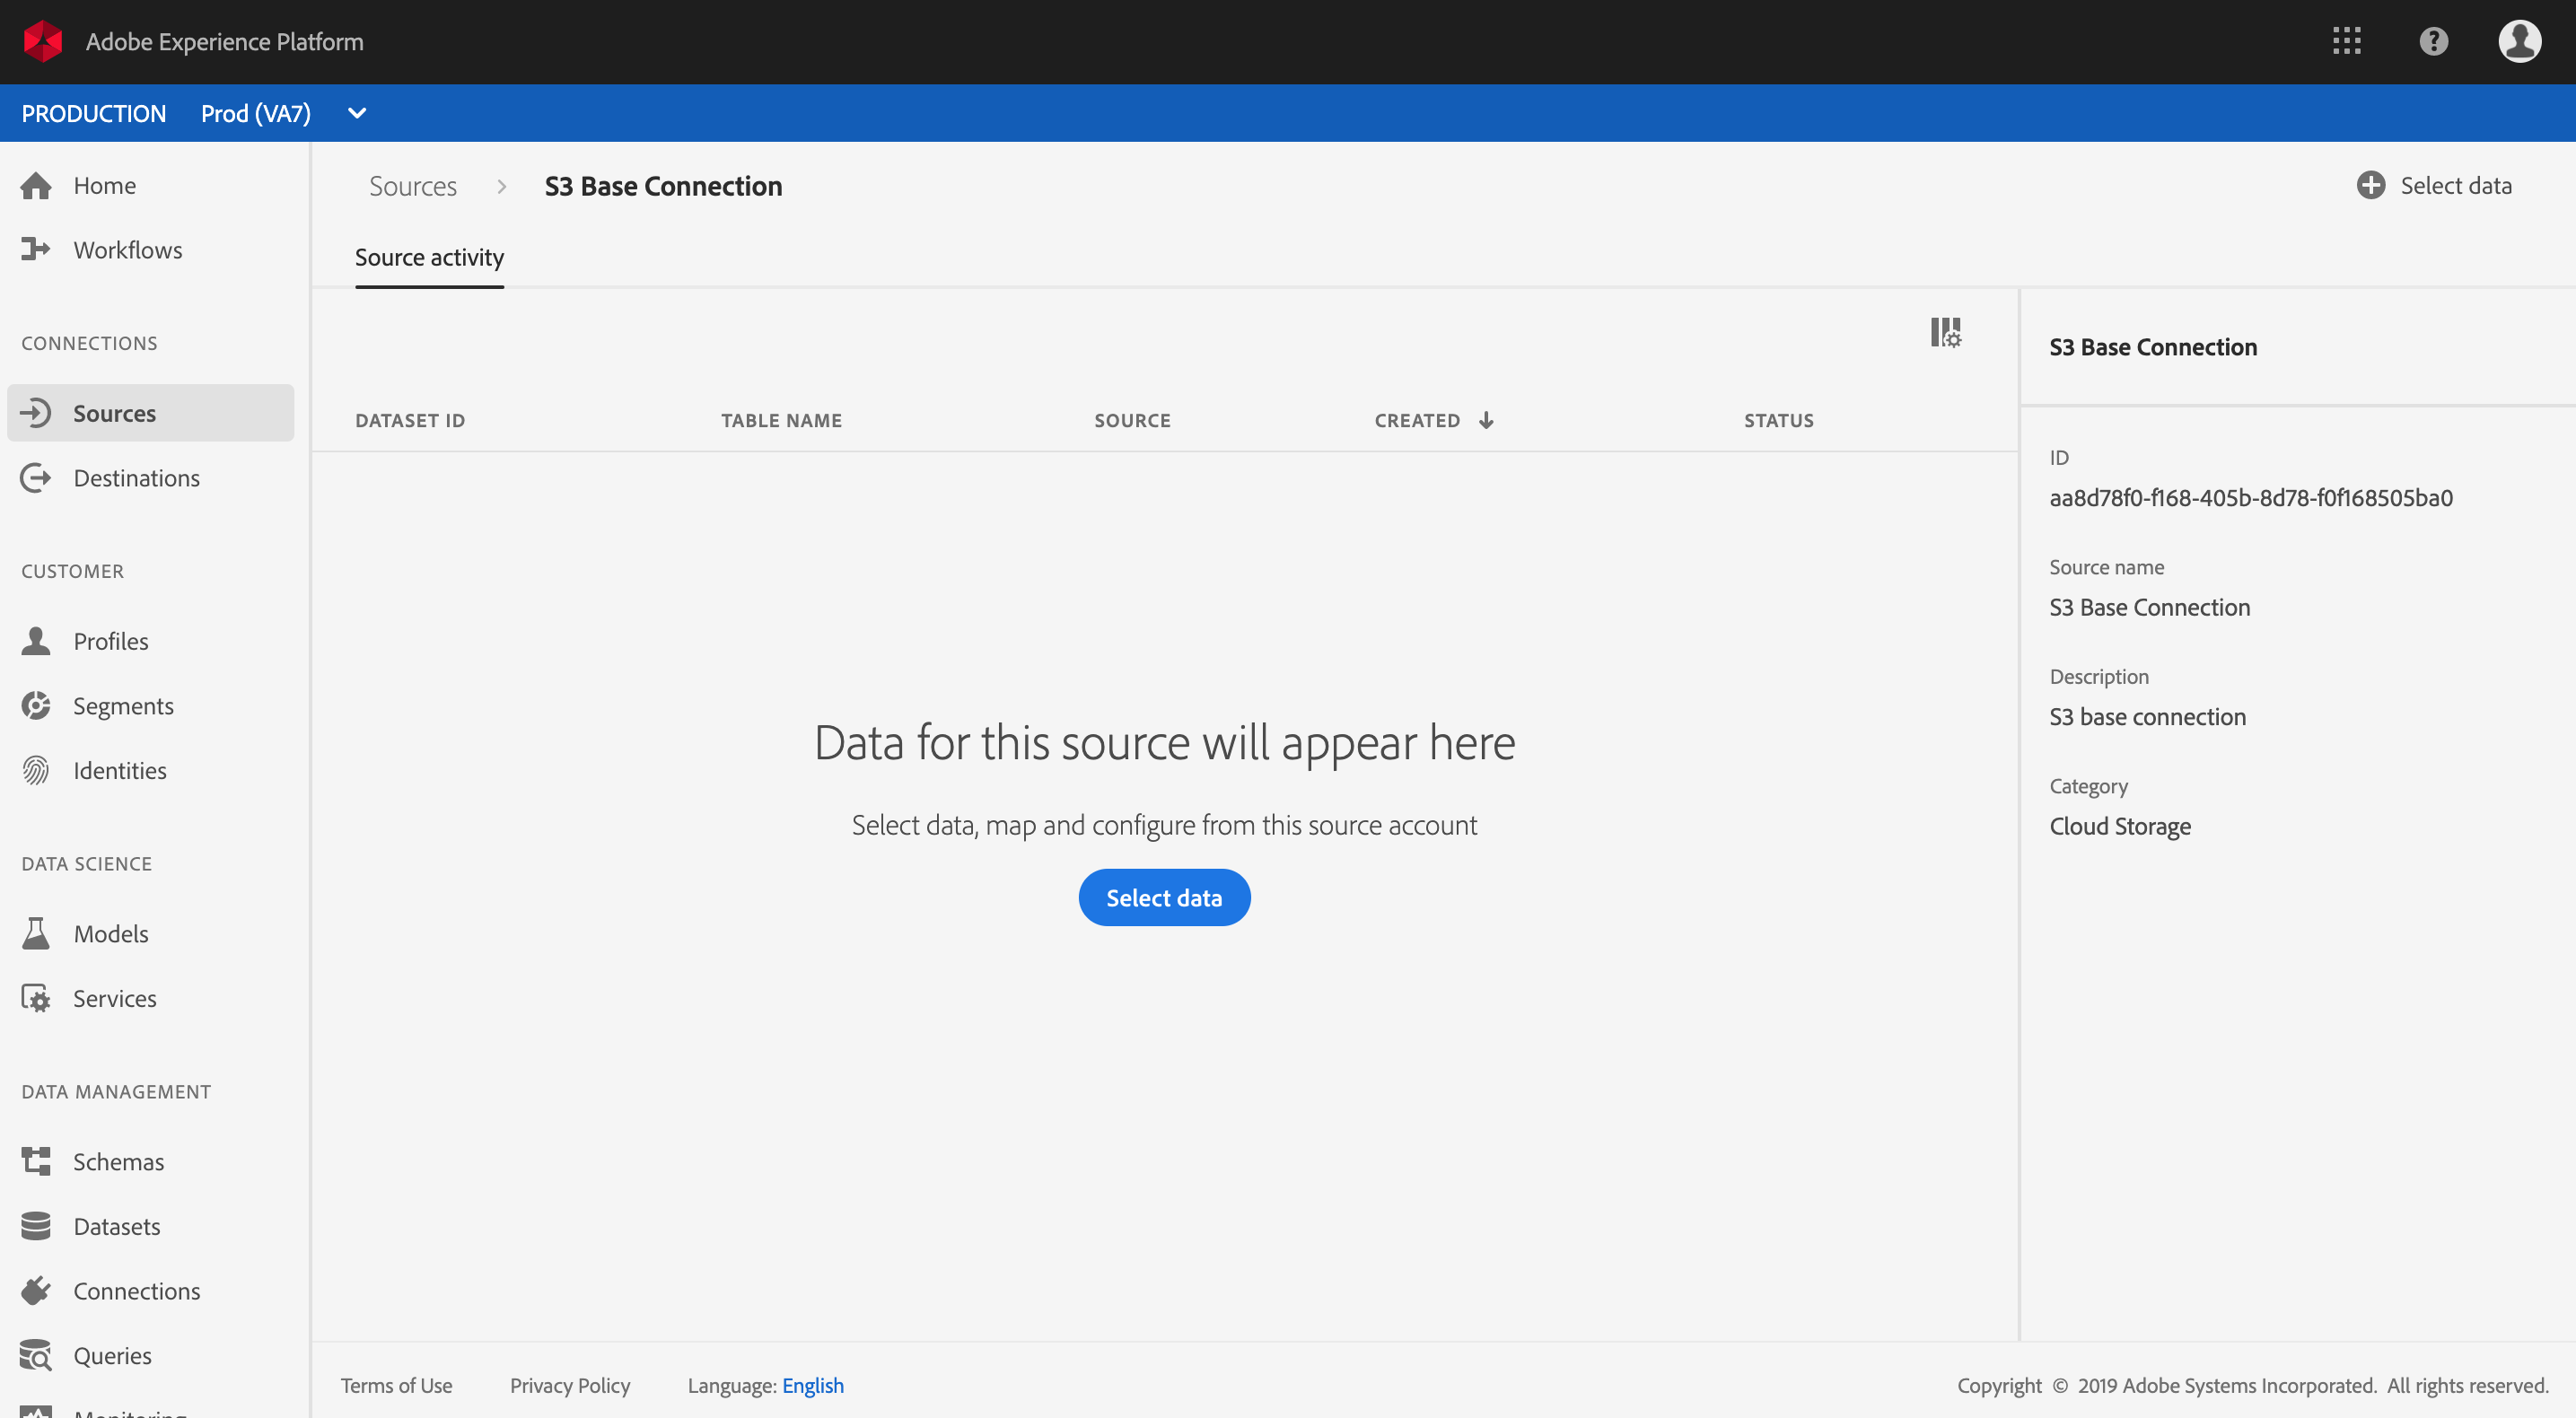 Adobe Experience Platform
PRODUCTION Prod (VA7)
Home
Workflows
CONNECTIONS
Sources
Destinations
CUSTOMER
Profiles
Segments
Identities
DATA SCIENCE
Models
Services
DATA MANAGEMENT
Schemas
Datasets
Connections
Queries
Monitoring
Sources > S3 Base Connection
Select data
Source activity
DATASET ID TABLE NAME SOURCE CREATED ↓ STATUS
Data for this source will appear here
Select data, map and configure from this source account
Select data
S3 Base Connection
ID
aa8d78f0-f168-405b-8d78-f0f168505ba0
Source name
S3 Base Connection
Description
S3 base connection
Category
Cloud Storage
Terms of Use Privacy Policy Language: English
Copyright © 2019 Adobe Systems Incorporated. All rights reserved.